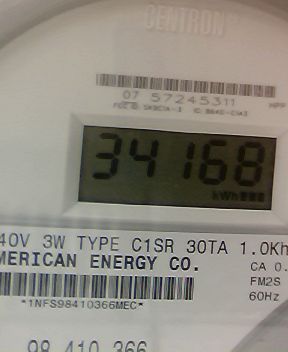 CENTRON®
07 57245311
34168
kWh
40V 3W TYPE C1SR 30TA 1.0Kh
MERICAN ENERGY CO.
CA 0.
FM2S
60Hz
*1NFS98410366MEC*
98 410 366